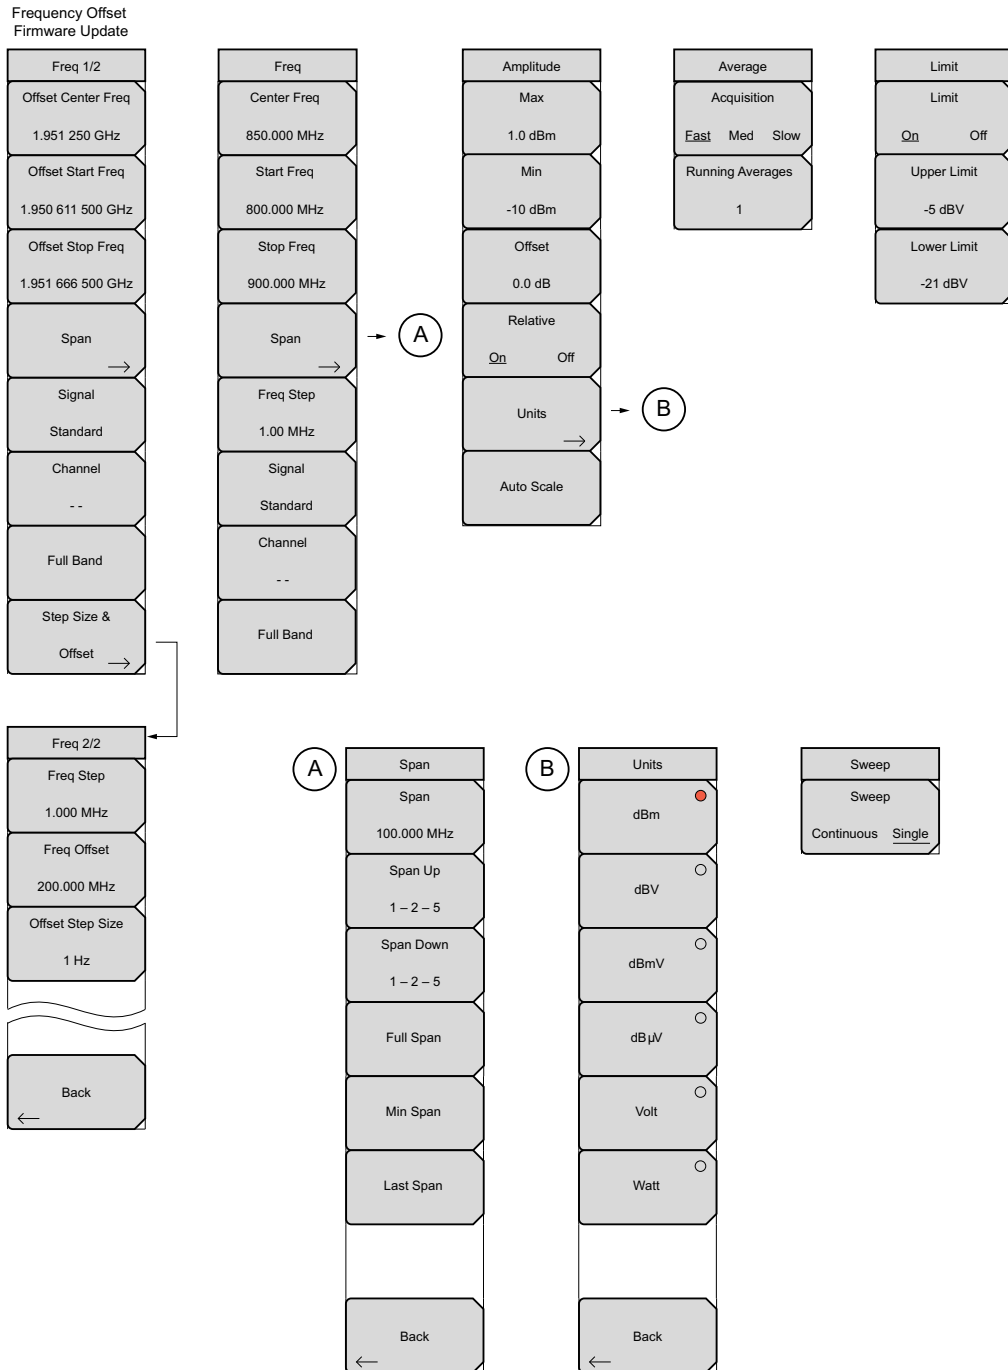 Frequency Offset
Firmware Update
Freq 1/2
Offset Center Freq
1.951 250 GHz
Offset Start Freq
1.950 611 500 GHz
Offset Stop Freq
1.951 666 500 GHz
Span
Signal
Standard
Channel
- -
Full Band
Step Size &
Offset
Freq 2/2
Freq Step
1.000 MHz
Freq Offset
200.000 MHz
Offset Step Size
1 Hz
Back
Freq
Center Freq
850.000 MHz
Start Freq
800.000 MHz
Stop Freq
900.000 MHz
Span
A
Freq Step
1.00 MHz
Signal
Standard
Channel
- -
Full Band
Amplitude
Max
1.0 dBm
Min
-10 dBm
Offset
0.0 dB
Relative
On Off
Units
B
Auto Scale
Average
Acquisition
Fast Med Slow
Running Averages
1
Limit
Limit
On Off
Upper Limit
-5 dBV
Lower Limit
-21 dBV
A
Span
Span
100.000 MHz
Span Up
1 – 2 – 5
Span Down
1 – 2 – 5
Full Span
Min Span
Last Span
Back
B
Units
dBm
dBV
dBmV
dBµV
Volt
Watt
Back
Sweep
Sweep
Continuous Single